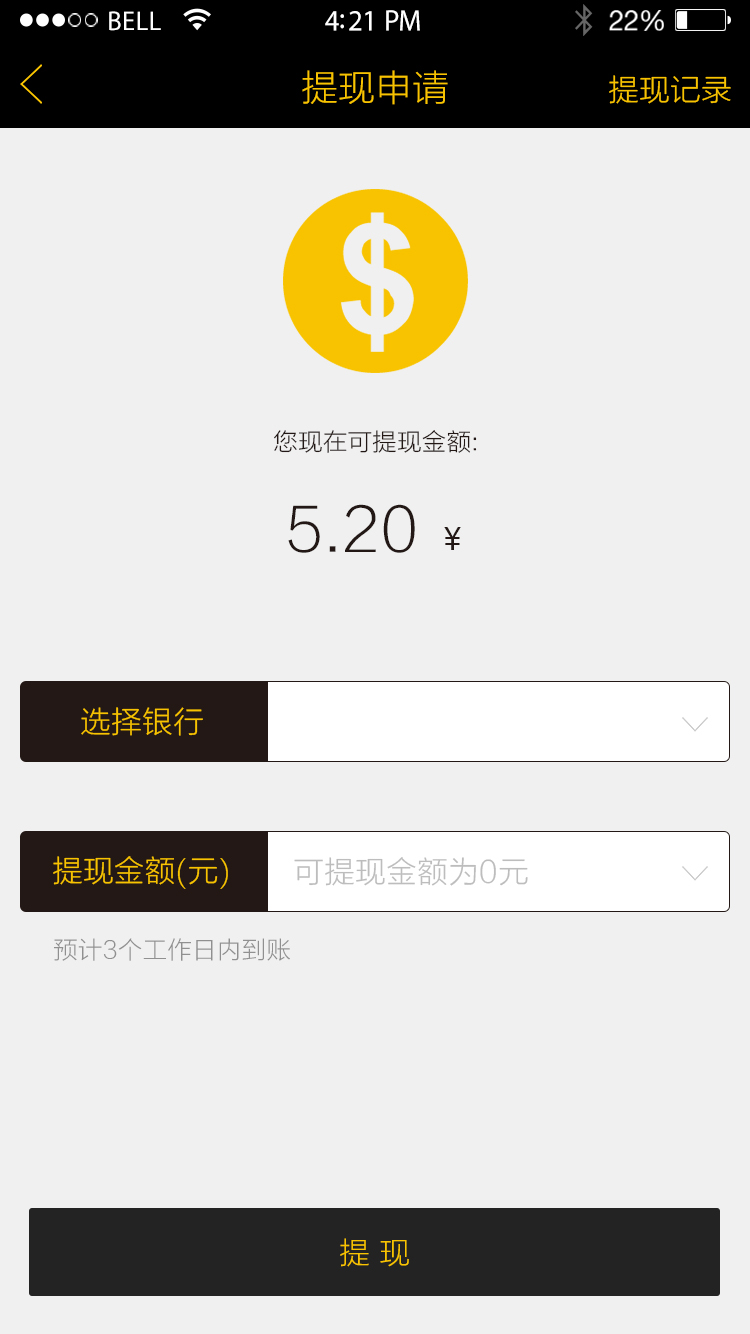 BELL 4:21 PM 22%
提现申请 提现记录
$
您现在可提现金额:
5.20 ¥
选择银行
提现金额(元) 可提现金额为0元
预计3个工作日内到账
提 现